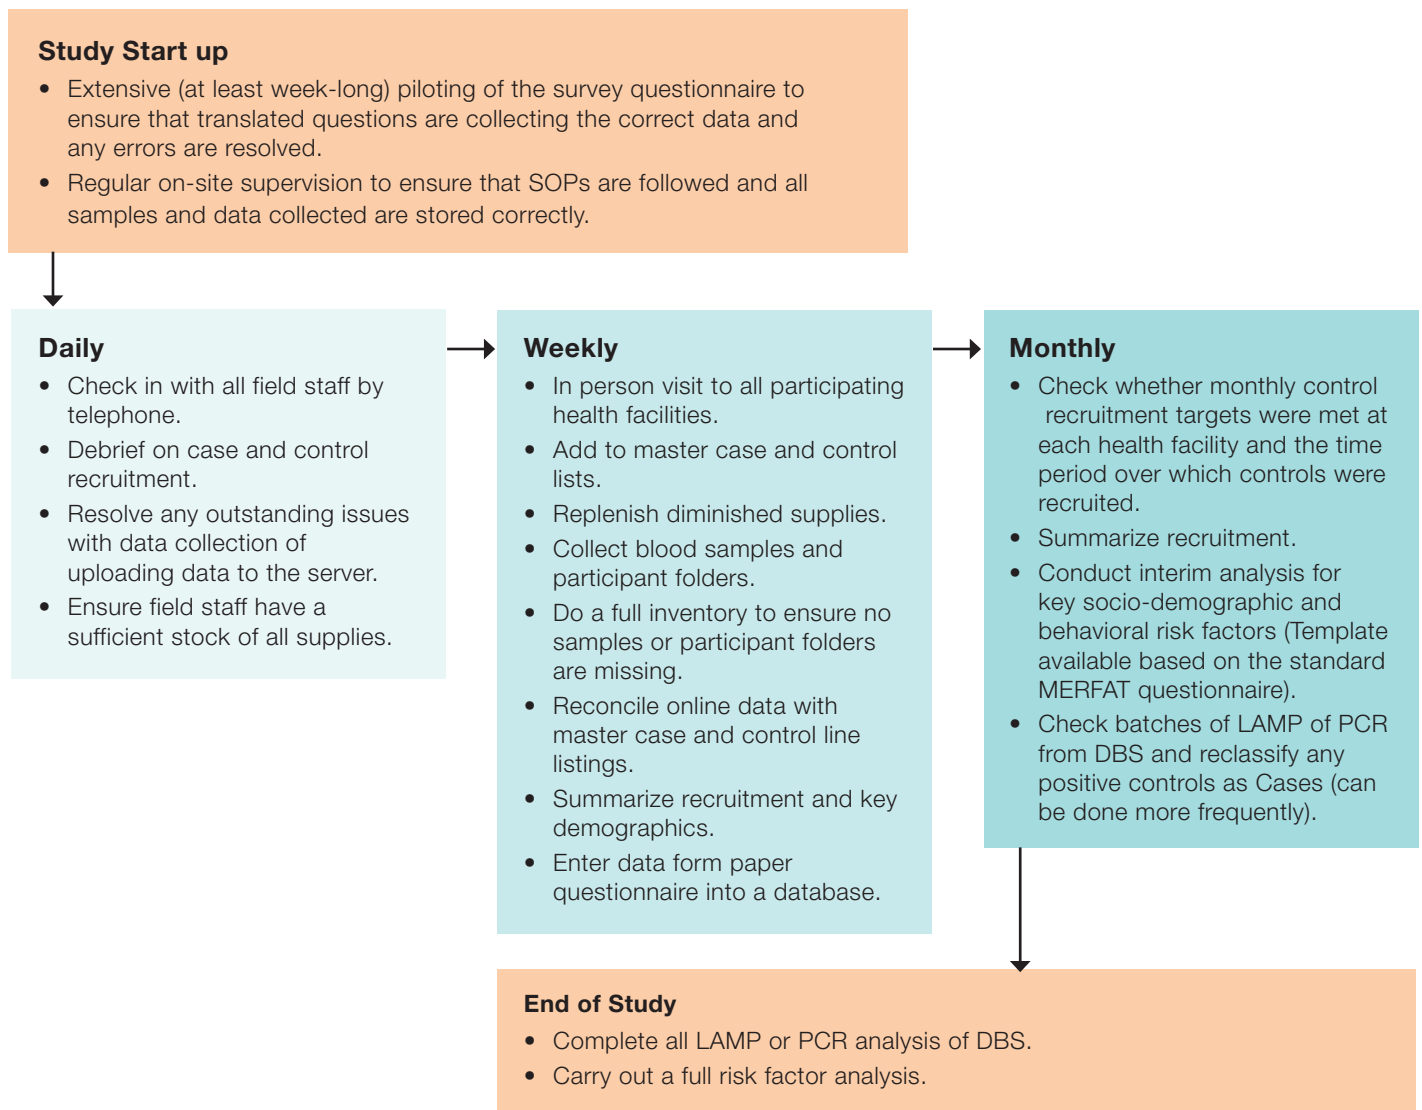 Study Start up
• Extensive (at least week-long) piloting of the survey questionnaire to
ensure that translated questions are collecting the correct data and
any errors are resolved.
• Regular on-site supervision to ensure that SOPs are followed and all
samples and data collected are stored correctly.
Daily
• Check in with all field staff by
telephone.
• Debrief on case and control
recruitment.
• Resolve any outstanding issues
with data collection of
uploading data to the server.
• Ensure field staff have a
sufficient stock of all supplies.
Weekly
• In person visit to all participating
health facilities.
• Add to master case and control
lists.
• Replenish diminished supplies.
• Collect blood samples and
participant folders.
• Do a full inventory to ensure no
samples or participant folders
are missing.
• Reconcile online data with
master case and control line
listings.
• Summarize recruitment and key
demographics.
• Enter data form paper
questionnaire into a database.
Monthly
• Check whether monthly control
recruitment targets were met at
each health facility and the time
period over which controls were
recruited.
• Summarize recruitment.
• Conduct interim analysis for
key socio-demographic and
behavioral risk factors (Template
available based on the standard
MERFAT questionnaire).
• Check batches of LAMP of PCR
from DBS and reclassify any
positive controls as Cases (can
be done more frequently).
End of Study
• Complete all LAMP or PCR analysis of DBS.
• Carry out a full risk factor analysis.